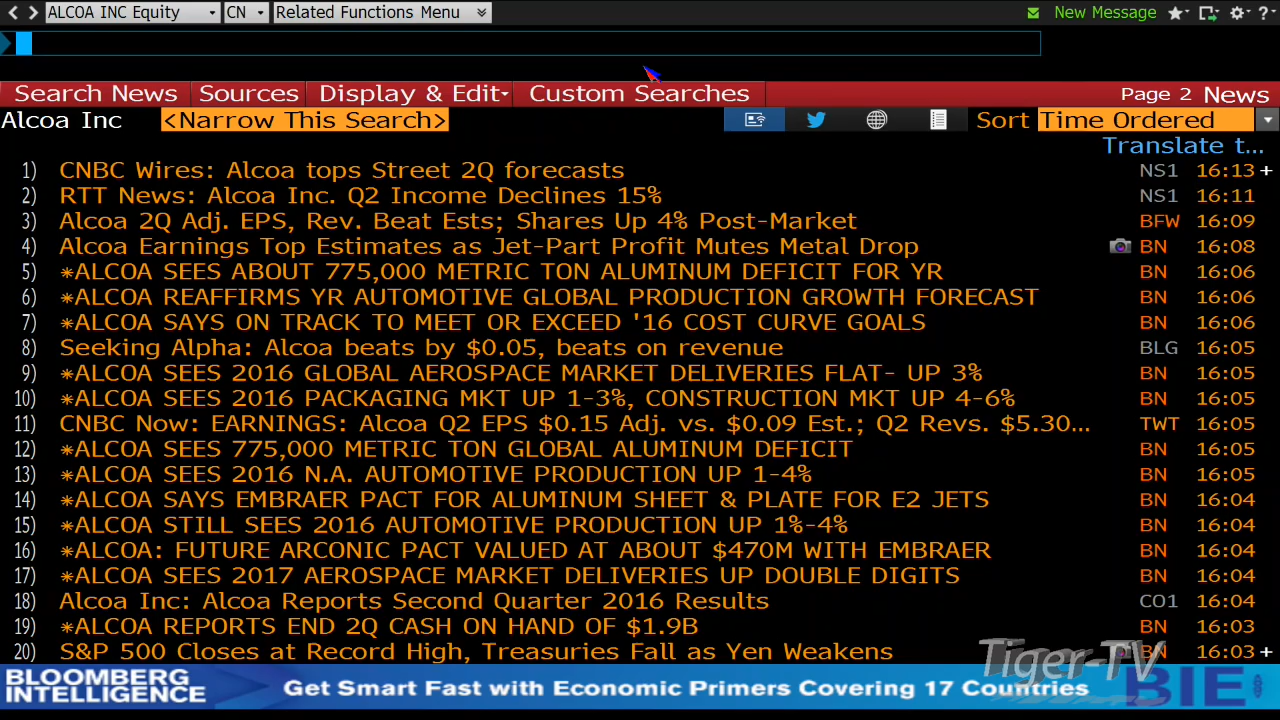 ALCOA INC Equity CN Related Functions Menu New Message ?
Search News Sources Display & Edit Custom Searches Page 2 News
Alcoa Inc <Narrow This Search> Sort Time Ordered
Translate t...
1) CNBC Wires: Alcoa tops Street 2Q forecasts NS1 16:13 +
2) RTT News: Alcoa Inc. Q2 Income Declines 15% NS1 16:11
3) Alcoa 2Q Adj. EPS, Rev. Beat Ests; Shares Up 4% Post-Market BFW 16:09
4) Alcoa Earnings Top Estimates as Jet-Part Profit Mutes Metal Drop BN 16:08
5) *ALCOA SEES ABOUT 775,000 METRIC TON ALUMINUM DEFICIT FOR YR BN 16:06
6) *ALCOA REAFFIRMS YR AUTOMOTIVE GLOBAL PRODUCTION GROWTH FORECAST BN 16:06
7) *ALCOA SAYS ON TRACK TO MEET OR EXCEED '16 COST CURVE GOALS BN 16:06
8) Seeking Alpha: Alcoa beats by $0.05, beats on revenue BLG 16:05
9) *ALCOA SEES 2016 GLOBAL AEROSPACE MARKET DELIVERIES FLAT- UP 3% BN 16:05
10) *ALCOA SEES 2016 PACKAGING MKT UP 1-3%, CONSTRUCTION MKT UP 4-6% BN 16:05
11) CNBC Now: EARNINGS: Alcoa Q2 EPS $0.15 Adj. vs. $0.09 Est.; Q2 Revs. $5.30... TWT 16:05
12) *ALCOA SEES 775,000 METRIC TON GLOBAL ALUMINUM DEFICIT BN 16:05
13) *ALCOA SEES 2016 N.A. AUTOMOTIVE PRODUCTION UP 1-4% BN 16:05
14) *ALCOA SAYS EMBRAER PACT FOR ALUMINUM SHEET & PLATE FOR E2 JETS BN 16:04
15) *ALCOA STILL SEES 2016 AUTOMOTIVE PRODUCTION UP 1%-4% BN 16:04
16) *ALCOA: FUTURE ARCONIC PACT VALUED AT ABOUT $470M WITH EMBRAER BN 16:04
17) *ALCOA SEES 2017 AEROSPACE MARKET DELIVERIES UP DOUBLE DIGITS BN 16:04
18) Alcoa Inc: Alcoa Reports Second Quarter 2016 Results CO1 16:04
19) *ALCOA REPORTS END 2Q CASH ON HAND OF $1.9B BN 16:03
20) S&P 500 Closes at Record High, Treasuries Fall as Yen Weakens BN 16:03 +
Tiger-TV
BLOOMBERG
INTELLIGENCE
Get Smart Fast with Economic Primers Covering 17 Countries
BIE